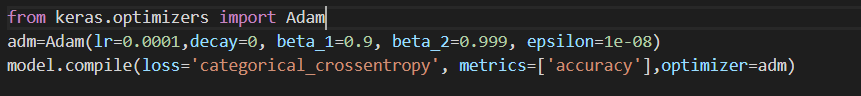 from keras.optimizers import Adam
adm=Adam(lr=0.0001,decay=0, beta_1=0.9, beta_2=0.999, epsilon=1e-08)
model.compile(loss='categorical_crossentropy', metrics=['accuracy'],optimizer=adm)